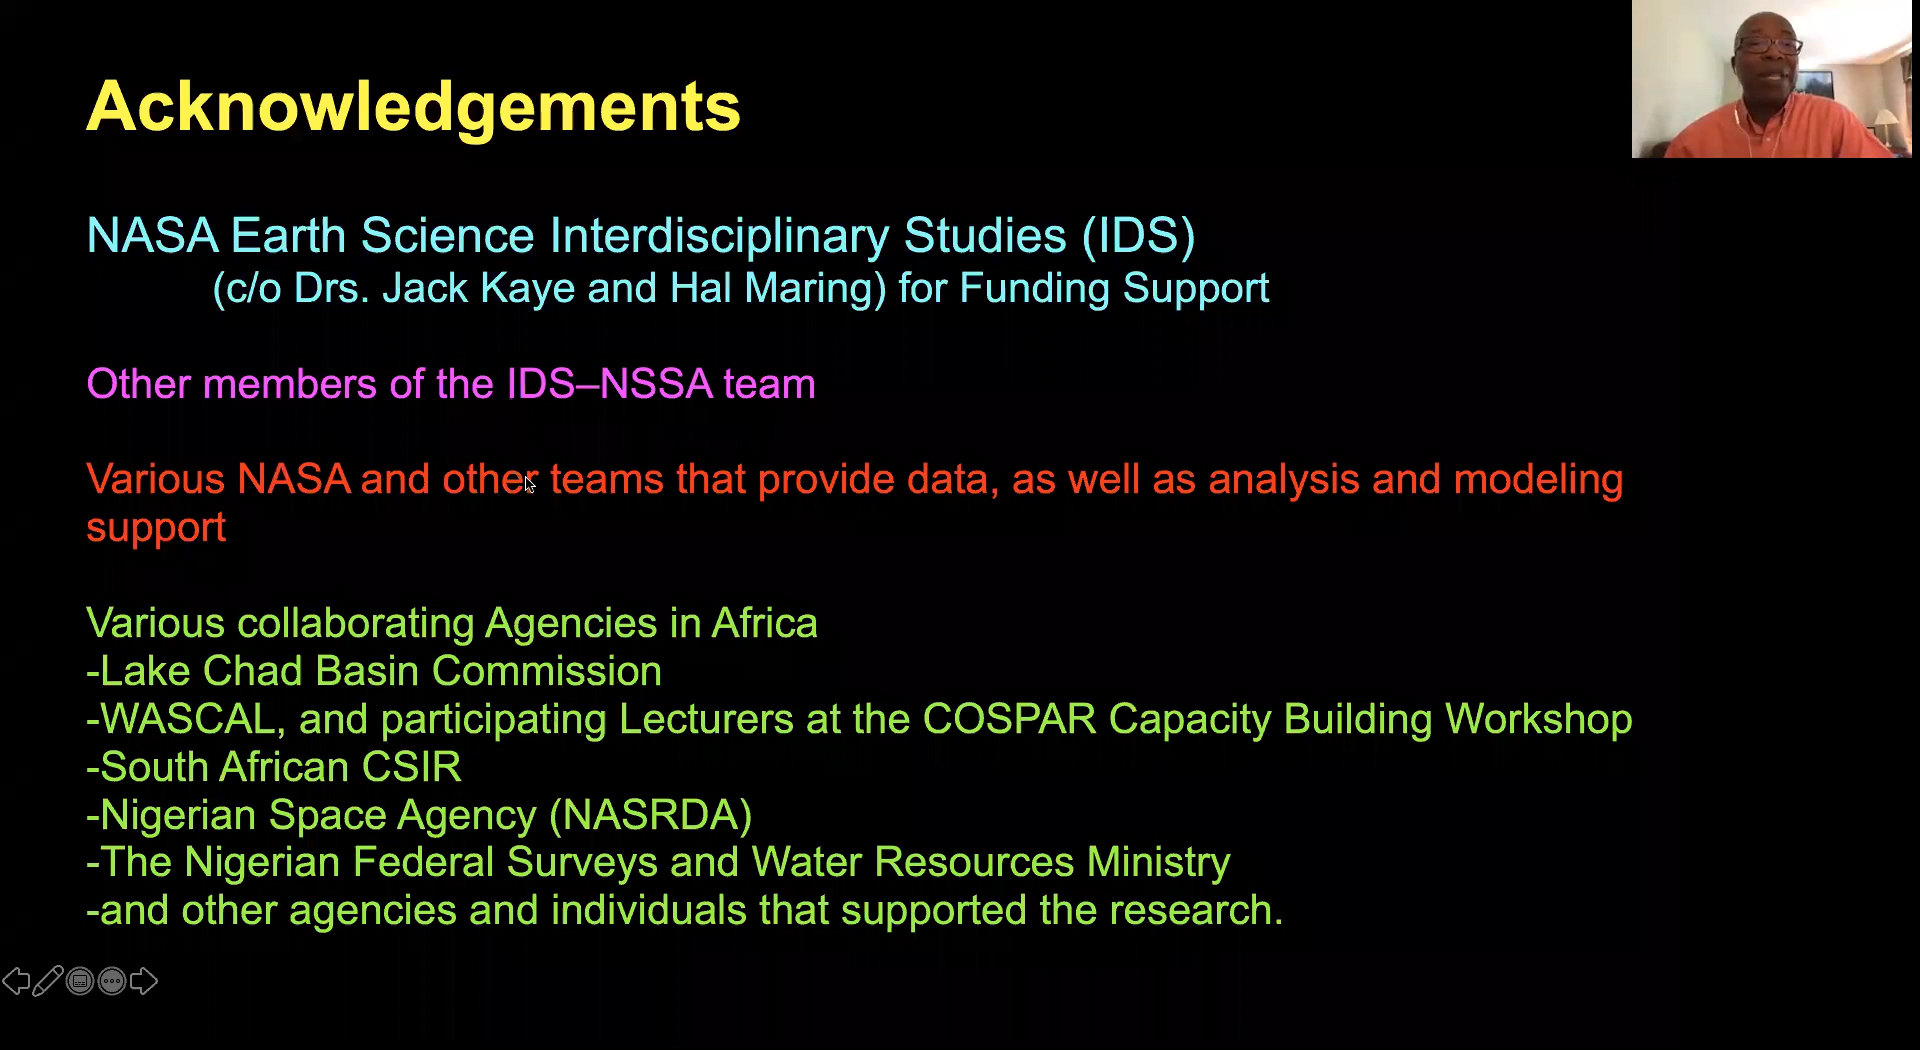 Acknowledgements
NASA Earth Science Interdisciplinary Studies (IDS)
(c/o Drs. Jack Kaye and Hal Maring) for Funding Support
Other members of the IDS–NSSA team
Various NASA and other teams that provide data, as well as analysis and modeling
support
Various collaborating Agencies in Africa
-Lake Chad Basin Commission
-WASCAL, and participating Lecturers at the COSPAR Capacity Building Workshop
-South African CSIR
-Nigerian Space Agency (NASRDA)
-The Nigerian Federal Surveys and Water Resources Ministry
-and other agencies and individuals that supported the research.